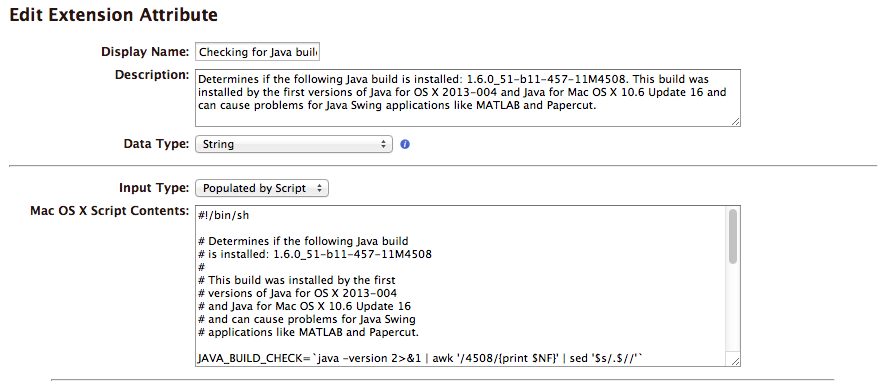 Edit Extension Attribute
Display Name: Checking for Java buil
Description: Determines if the following Java build is installed: 1.6.0_51-b11-457-11M4508. This build was
installed by the first versions of Java for OS X 2013-004 and Java for Mac OS X 10.6 Update 16 and
can cause problems for Java Swing applications like MATLAB and Papercut.
Data Type: String i
Input Type: Populated by Script
Mac OS X Script Contents: #!/bin/sh
# Determines if the following Java build
# is installed: 1.6.0_51-b11-457-11M4508
#
# This build was installed by the first
# versions of Java for OS X 2013-004
# and Java for Mac OS X 10.6 Update 16
# and can cause problems for Java Swing
# applications like MATLAB and Papercut.
JAVA_BUILD_CHECK=`java -version 2>&1 | awk '/4508/{print $NF}' | sed '$s/.$//'`